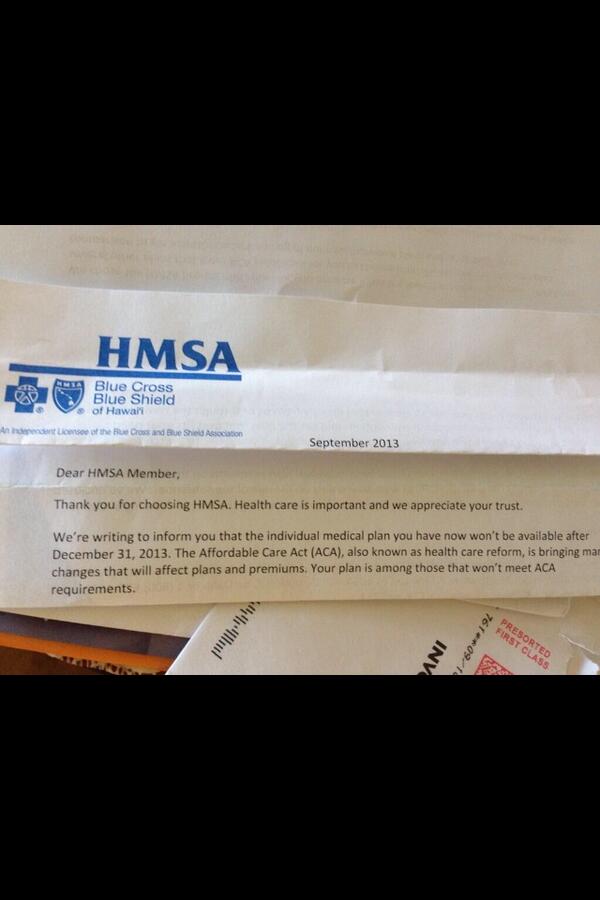 HMSA
HMSA
Blue Cross
Blue Shield
of Hawai'i
An Independent Licensee of the Blue Cross and Blue Shield Association
September 2013
Dear HMSA Member,
Thank you for choosing HMSA. Health care is important and we appreciate your trust.
We're writing to inform you that the individual medical plan you have now won't be available after
December 31, 2013. The Affordable Care Act (ACA), also known as health care reform, is bringing
changes that will affect plans and premiums. Your plan is among those that won't meet ACA
requirements.
PRESORTED
FIRST CLASS